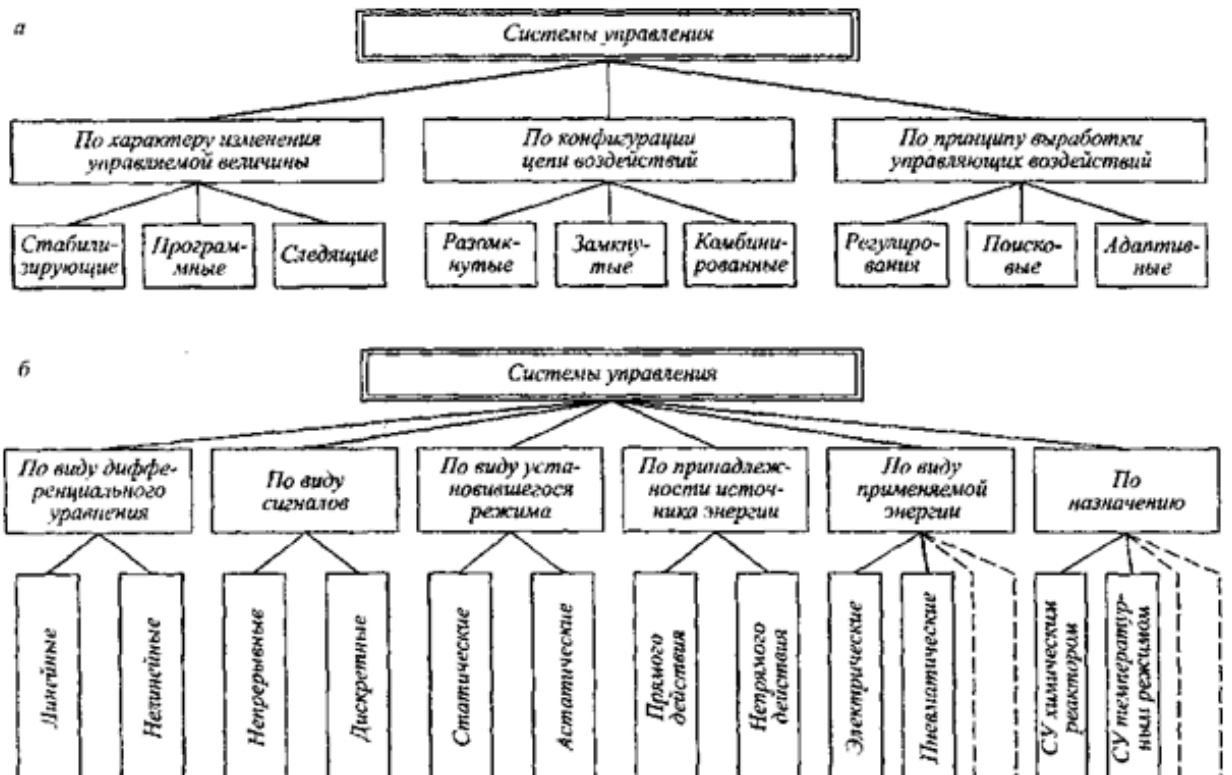 а
Системы управления
По характеру изменения
управляемой величины
По конфигурации
цепи воздействий
По принципу выработки
управляющих воздействий
Стабили-
зирующие
Програм-
мные
Следящие
Разомк-
нутые
Замкну-
тые
Комбини-
рованные
Регулиро-
вания
Поиско-
вые
Адаптив-
ные
б
Системы управления
По виду диффе-
ренциального
уравнения
По виду
сигналов
По виду уста-
новившегося
режима
По принадлеж-
ности источ-
ника энергии
По виду
применяемой
энергии
По
назначению
Линейные
Нелинейные
Непрерывные
Дискретные
Статические
Астатические
Прямого
действия
Непрямого
действия
Электрические
Пневматические
СУ химическим
реактором
СУ температур-
ным режимом